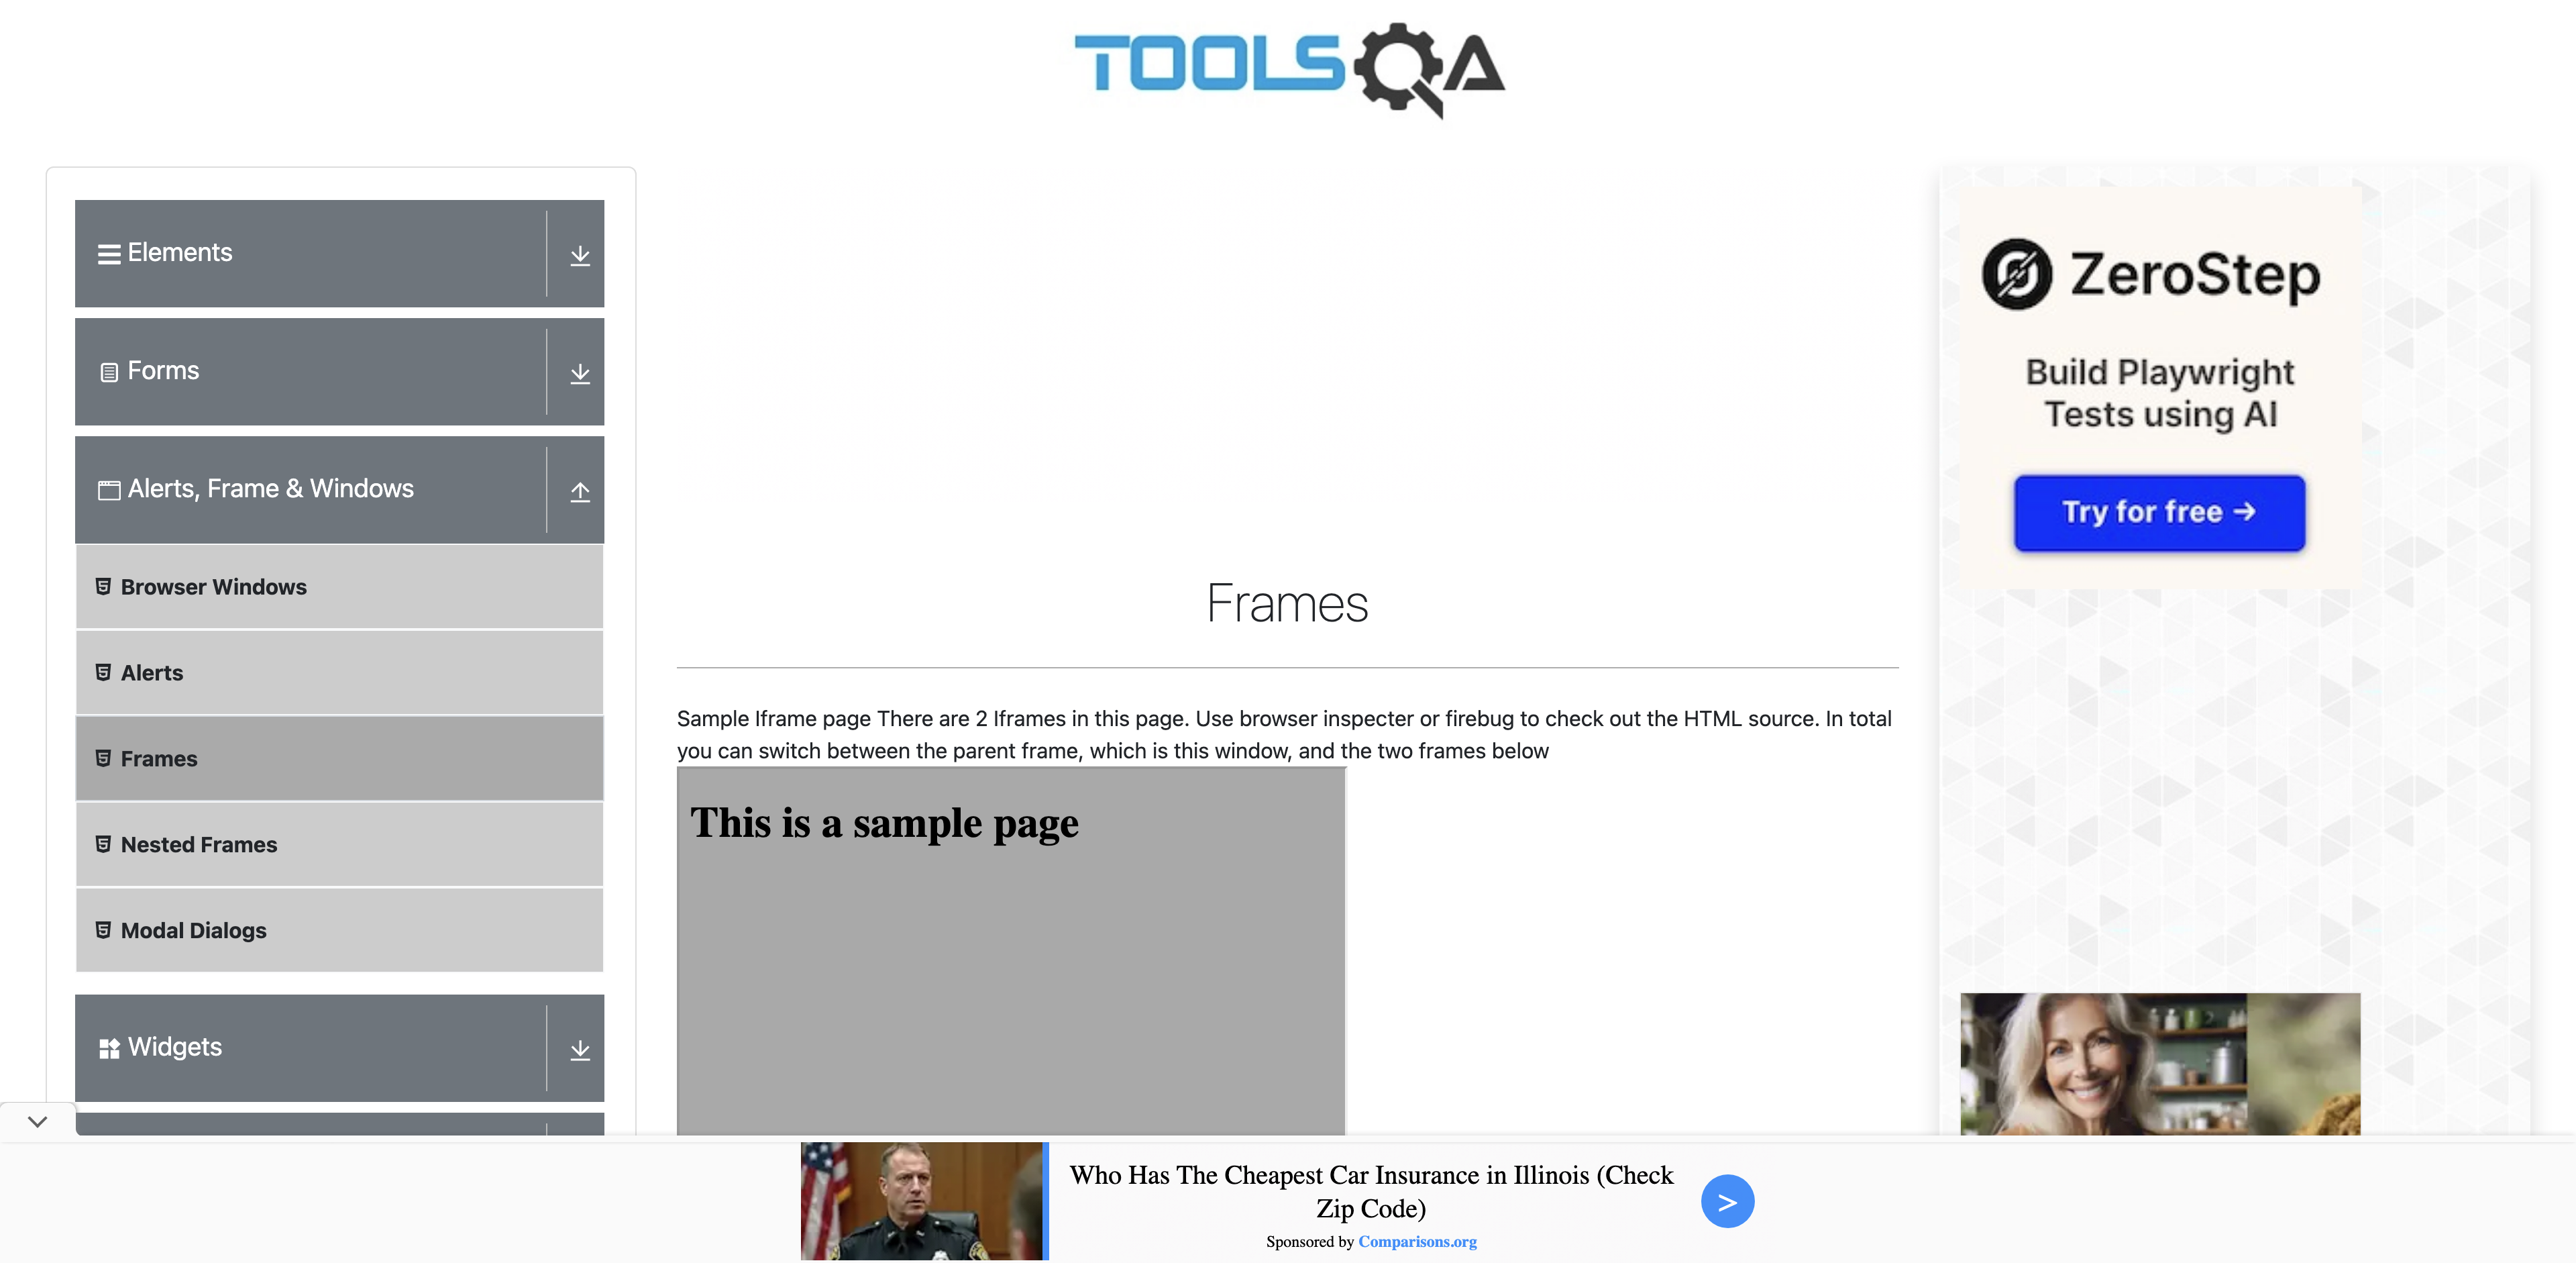 TOOLSQA
Elements
Forms
Alerts, Frame & Windows
Browser Windows
Alerts
Frames
Nested Frames
Modal Dialogs
Widgets
Frames
Sample Iframe page There are 2 Iframes in this page. Use browser inspecter or firebug to check out the HTML source. In total
you can switch between the parent frame, which is this window, and the two frames below
This is a sample page
ZeroStep
Build Playwright
Tests using AI
Try for free →
Who Has The Cheapest Car Insurance in Illinois (Check
Zip Code)
Sponsored by Comparisons.org
>